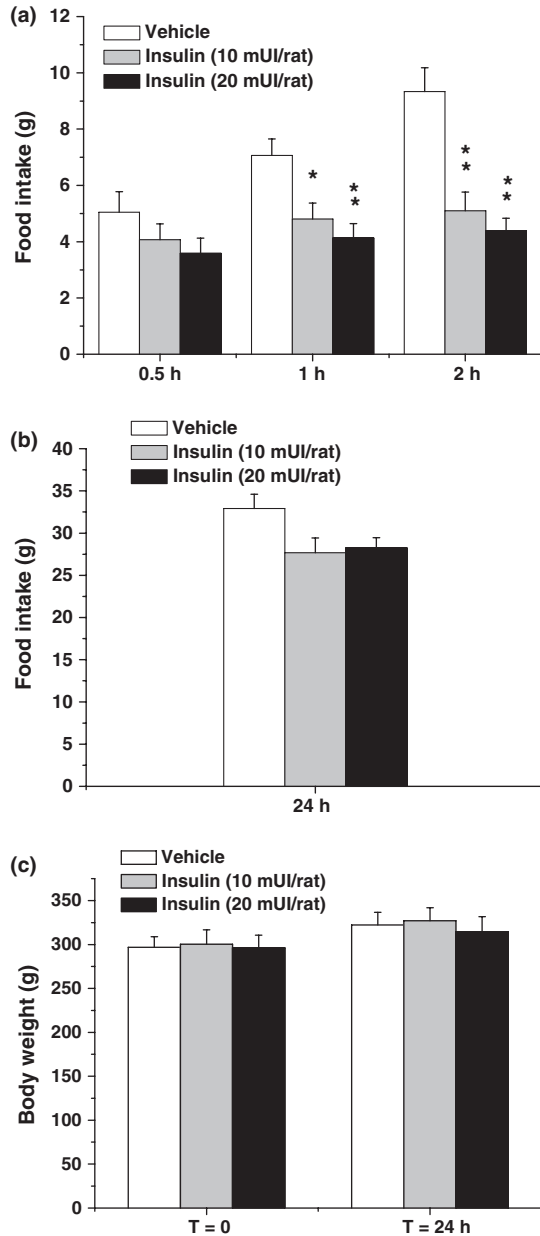 (a)
12
10
8
6
4
2
0
Food intake (g)
Vehicle
Insulin (10 mUI/rat)
Insulin (20 mUI/rat)
*
**
**
**
0.5 h 1 h 2 h
(b)
40
35
30
25
20
15
10
5
0
Food intake (g)
Vehicle
Insulin (10 mUI/rat)
Insulin (20 mUI/rat)
24 h
(c)
350
300
250
200
150
100
50
0
Body weight (g)
Vehicle
Insulin (10 mUI/rat)
Insulin (20 mUI/rat)
T = 0 T = 24 h